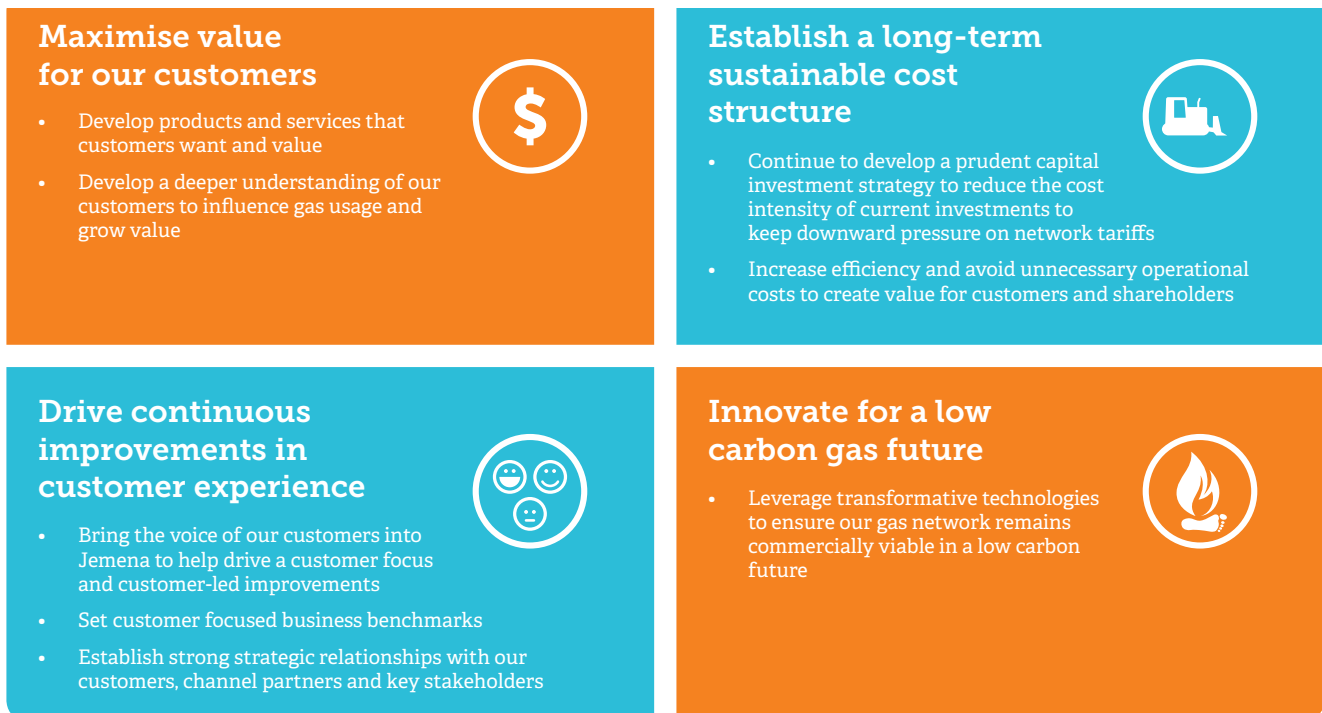 Maximise value
for our customers
• Develop products and services that
customers want and value
• Develop a deeper understanding of our
customers to influence gas usage and
grow value
$
Establish a long-term
sustainable cost
structure
• Continue to develop a prudent capital
investment strategy to reduce the cost
intensity of current investments to
keep downward pressure on network tariffs
• Increase efficiency and avoid unnecessary operational
costs to create value for customers and shareholders
Drive continuous
improvements in
customer experience
• Bring the voice of our customers into
Jemena to help drive a customer focus
and customer-led improvements
• Set customer focused business benchmarks
• Establish strong strategic relationships with our
customers, channel partners and key stakeholders
Innovate for a low
carbon gas future
• Leverage transformative technologies
to ensure our gas network remains
commercially viable in a low carbon
future